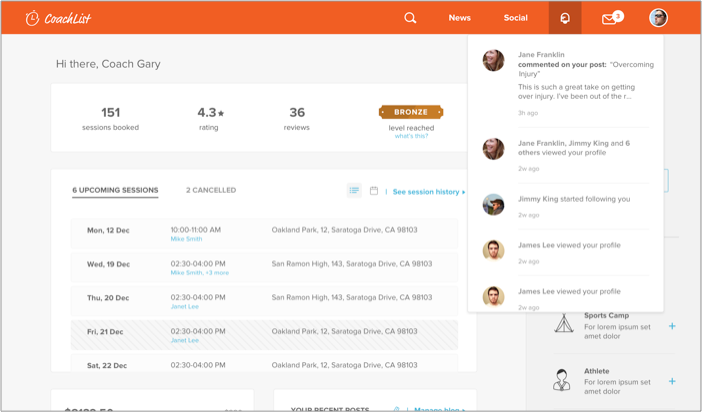 CoachList
News
Social
3
Hi there, Coach Gary
151
sessions booked
4.3★
rating
36
reviews
BRONZE
level reached
what's this?
6 UPCOMING SESSIONS
2 CANCELLED
See session history
Mon, 12 Dec
10:00-11:00 AM
Mike Smith
Oakland Park, 12, Saratoga Drive, CA 98103
Wed, 19 Dec
02:30-04:00 PM
Mike Smith, +3 more
San Ramon High, 143, Saratoga Drive, CA 98103
Thu, 20 Dec
02:30-04:00 PM
Janet Lee
Oakland Park, 12, Saratoga Drive, CA 98103
Fri, 21 Dec
02:30-04:00 PM
Janet Lee
Oakland Park, 12, Saratoga Drive, CA 98103
Sat, 22 Dec
02:30-04:00 PM
Oakland Park, 12, Saratoga Drive, CA 98103
YOUR RECENT POSTS
Manage blog
Jane Franklin
commented on your post: “Overcoming
Injury”
This is such a great take on getting
over injury. I've been out of the r...
3h ago
Jane Franklin, Jimmy King and 6
others viewed your profile
2w ago
Jimmy King started following you
2w ago
James Lee viewed your profile
2w ago
James Lee viewed your profile
2w ago
Sports Camp
For lorem ipsum set
amet dolor
Athlete
For lorem ipsum set
amet dolor